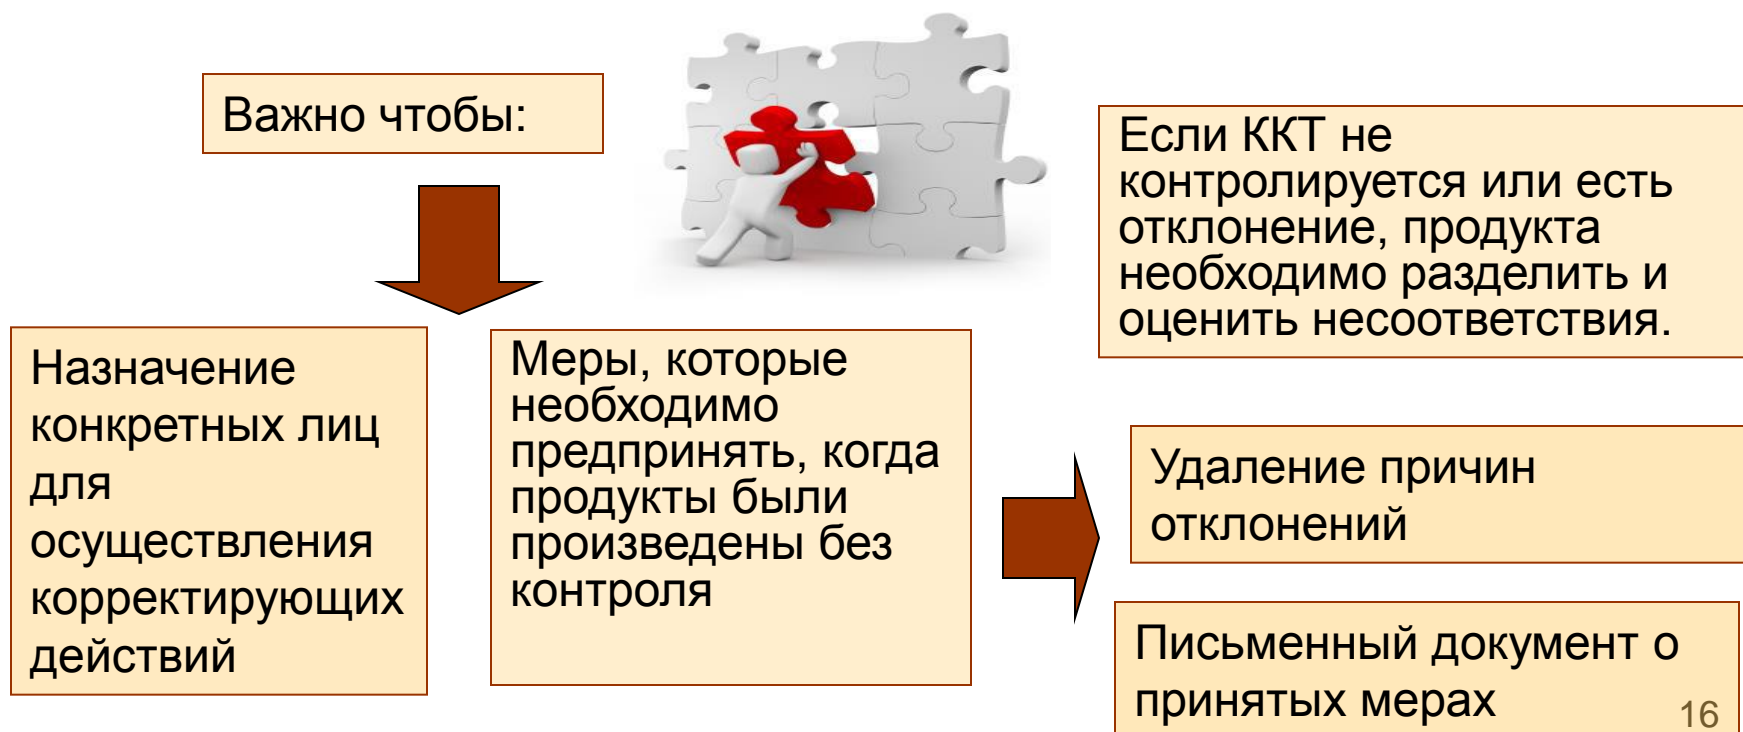 Важно чтобы:
Назначение
конкретных лиц
для
осуществления
корректирующих
действий
Меры, которые
необходимо
предпринять, когда
продукты были
произведены без
контроля
Если ККТ не
контролируется или есть
отклонение, продукта
необходимо разделить и
оценить несоответствия.
Удаление причин
отклонений
Письменный документ о
принятых мерах
16